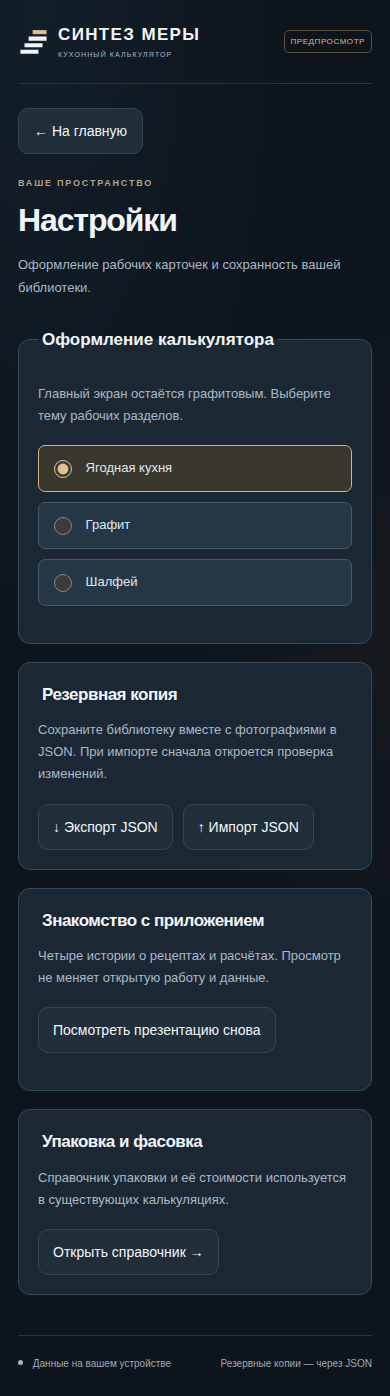 СИНТЕЗ МЕРЫ
КУХОННЫЙ КАЛЬКУЛЯТОР
ПРЕДПРОСМОТР
← На главную
ВАШЕ ПРОСТРАНСТВО
Настройки
Оформление рабочих карточек и сохранность вашей
библиотеки.
Оформление калькулятора
Главный экран остаётся графитовым. Выберите
тему рабочих разделов.
Ягодная кухня
Графит
Шалфей
Резервная копия
Сохраните библиотеку вместе с фотографиями в
JSON. При импорте сначала откроется проверка
изменений.
↓ Экспорт JSON
↑ Импорт JSON
Знакомство с приложением
Четыре истории о рецептах и расчётах. Просмотр
не меняет открытую работу и данные.
Посмотреть презентацию снова
Упаковка и фасовка
Справочник упаковки и её стоимости используется
в существующих калькуляциях.
Открыть справочник →
Данные на вашем устройстве
Резервные копии — через JSON